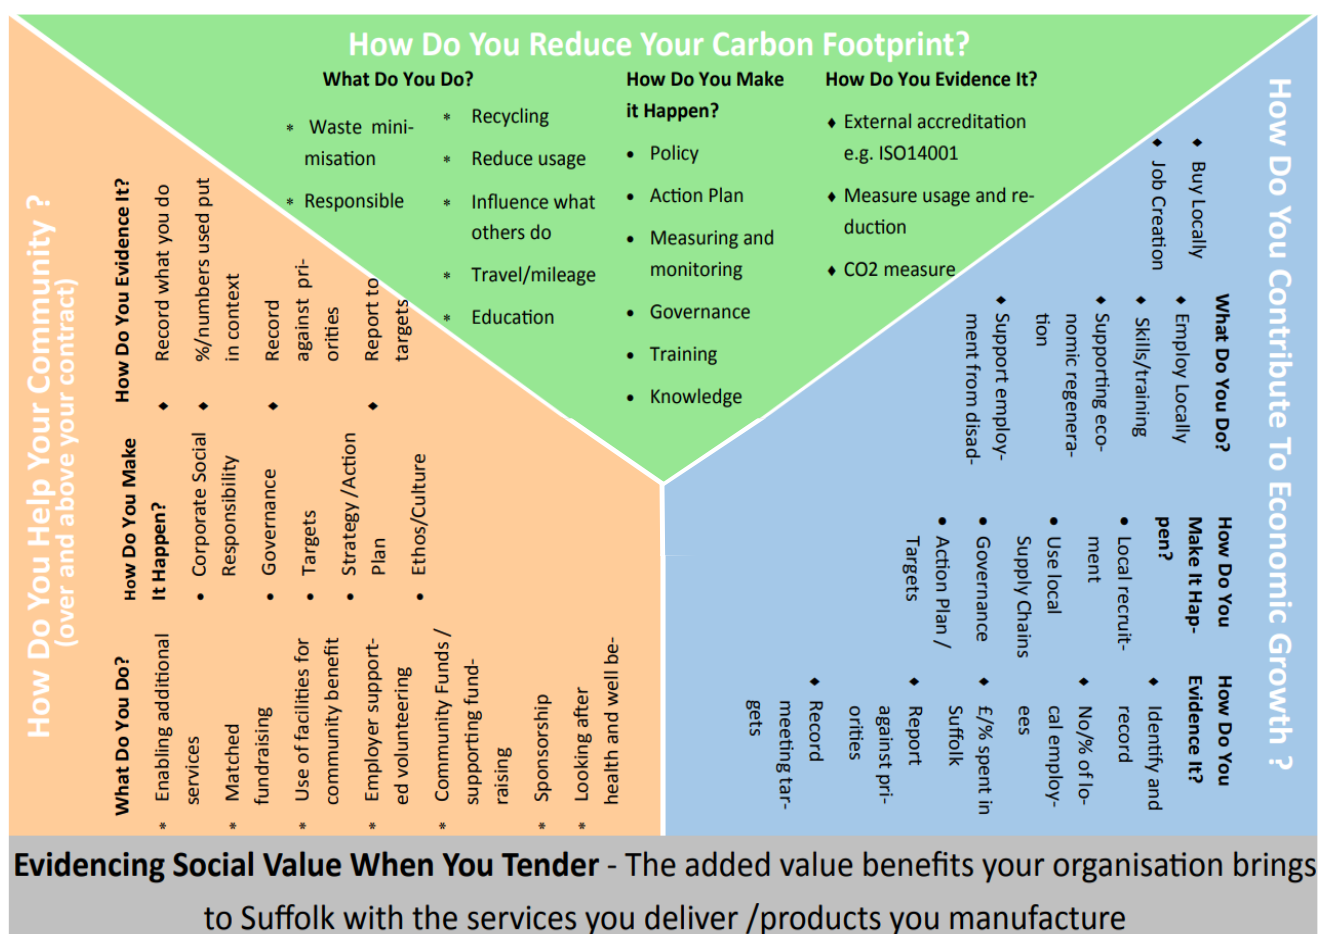 How Do You Reduce Your Carbon Footprint?
What Do You Do?
* Waste mini-
misation
* Responsible
* Recycling
* Reduce usage
* Influence what
others do
* Travel/mileage
* Education
How Do You Make
it Happen?
• Policy
• Action Plan
• Measuring and
monitoring
• Governance
• Training
• Knowledge
How Do You Evidence It?
♦ External accreditation
e.g. ISO14001
♦ Measure usage and re-
duction
♦ CO2 measure
How Do You Help Your Community ?
(over and above your contract)
What Do You Do?
* Enabling additional
services
* Matched
fundraising
* Use of facilities for
community benefit
* Employer support-
ed volunteering
* Community Funds /
supporting fund-
raising
* Sponsorship
* Looking after
health and well be-
How Do You Make
It Happen?
• Corporate Social
Responsibility
• Governance
• Targets
• Strategy /Action
Plan
• Ethos/Culture
How Do You Evidence It?
♦ Record what you do
♦ %/numbers used put
in context
♦ Record
against pri-
orities
♦ Report to
targets
How Do You Contribute To Economic Growth ?
♦ Buy Locally
♦ Job Creation
What Do You Do?
♦ Employ Locally
♦ Skills/training
♦ Supporting eco-
nomic regenera-
tion
♦ Support employ-
ment from disad-
How Do You
Make It Hap-
pen?
• Local recruit-
ment
• Use local
Supply Chains
• Governance
• Action Plan /
Targets
How Do You
Evidence It?
♦ Identify and
record
♦ No/% of lo-
cal employ-
ees
♦ £/% spent in
Suffolk
♦ Report
against pri-
orities
♦ Record
meeting tar-
gets
Evidencing Social Value When You Tender - The added value benefits your organisation brings
to Suffolk with the services you deliver /products you manufacture